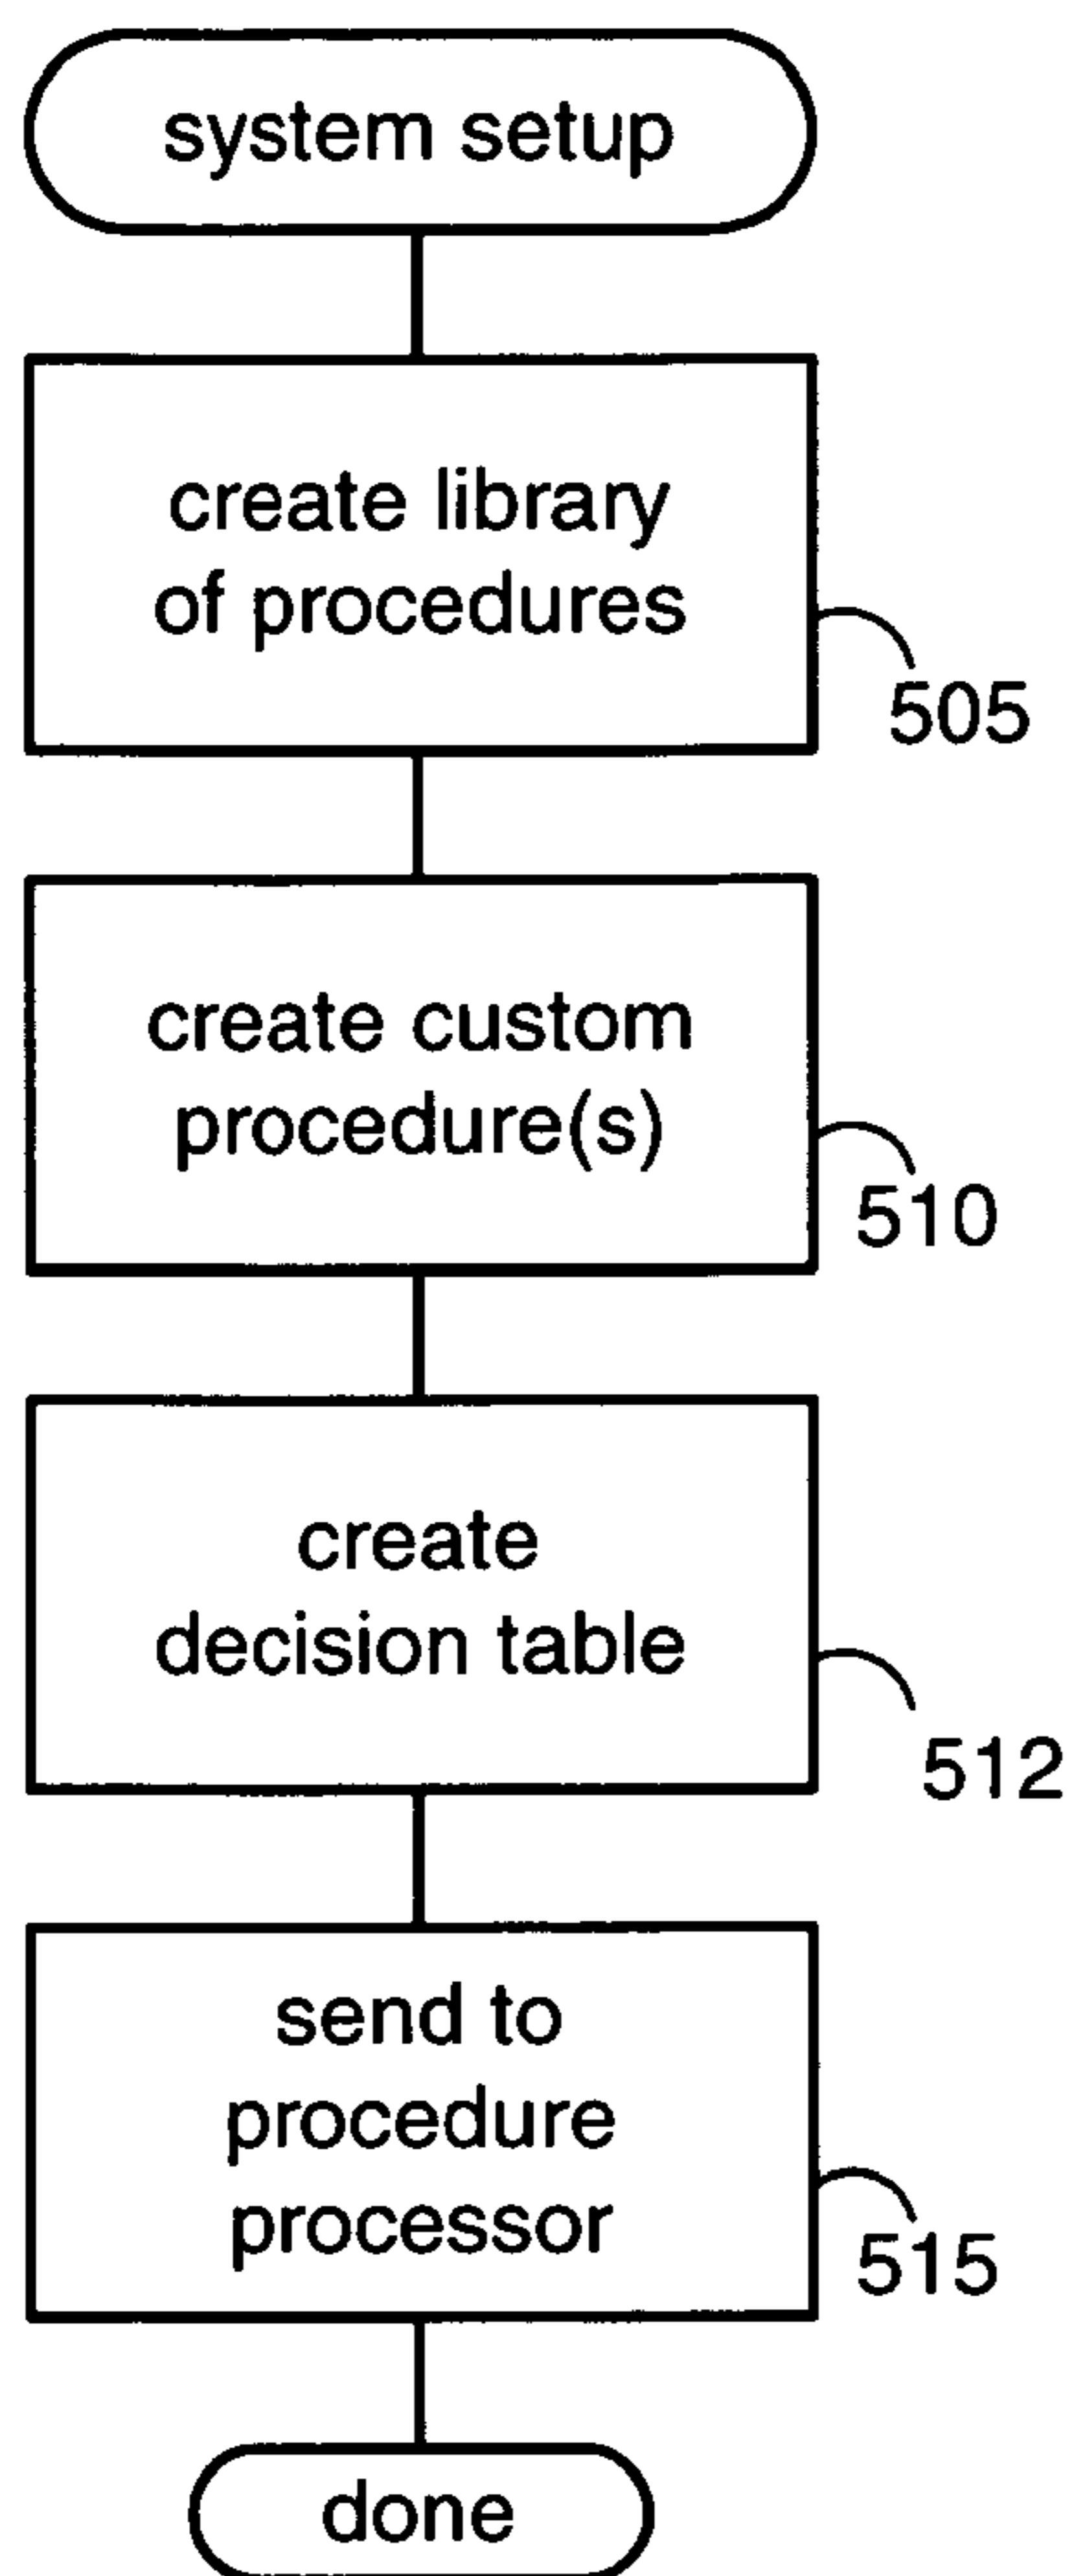 system setup
create library
of procedures
505
create custom
procedure(s)
510
create
decision table
512
send to
procedure
processor
515
done